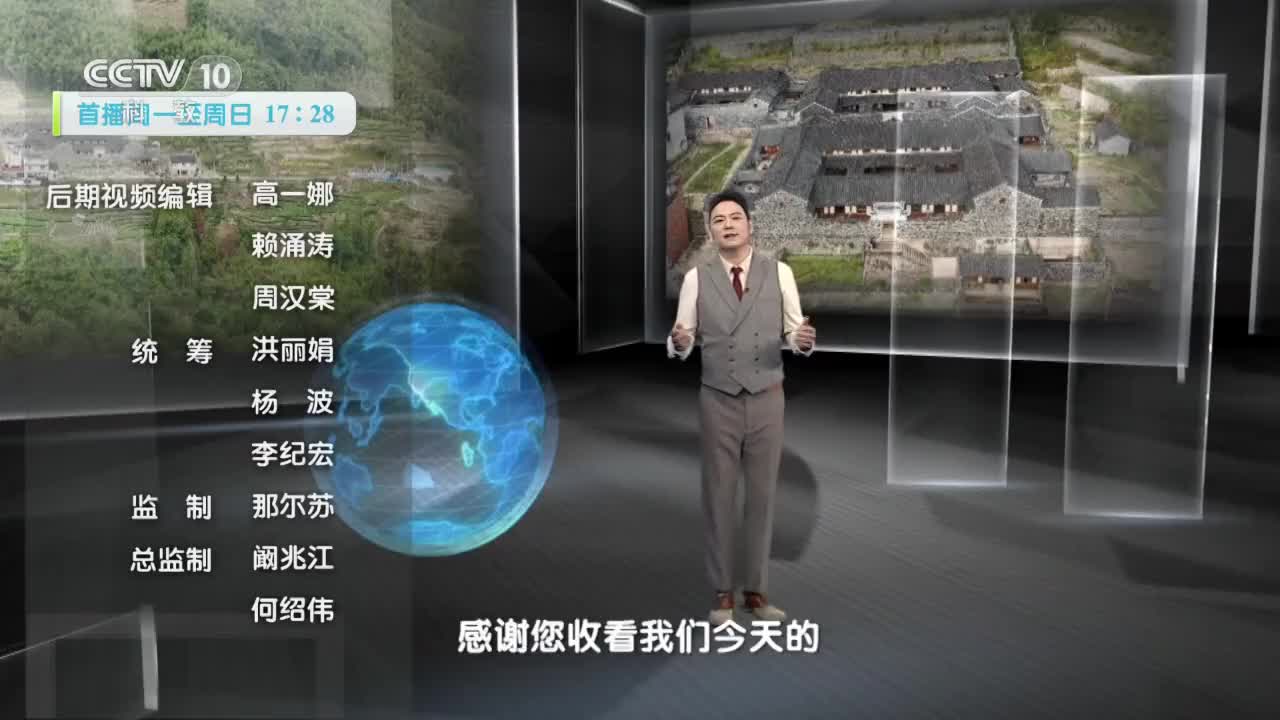 CCTV 10
首播周一至周日 17:28
后期视频编辑 高一娜
赖涌涛
周汉棠
统 筹 洪丽娟
杨 波
李纪宏
监 制 那尔苏
总监制 阚兆江
何绍伟
感谢您收看我们今天的